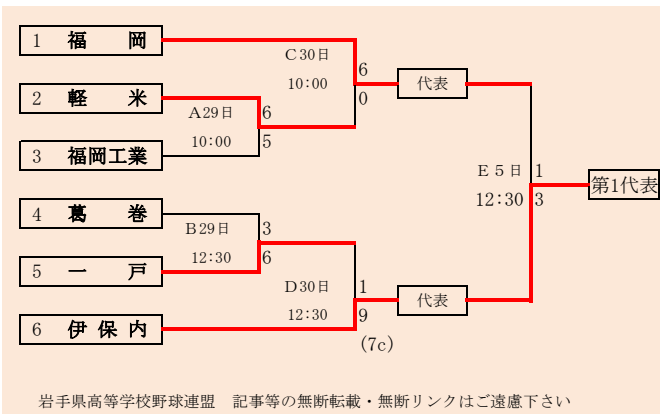 1 福 岡
C30日
6
10:00
代表
0
2 軽 米
A29日
6
10:00
5
3 福岡工業
E 5 日
1
12:30
3
第1代表
4 葛 巻
B29日
3
12:30
6
5 一 戸
D30日
1
12:30
9
代表
(7c)
6 伊 保 内
岩手県高等学校野球連盟 記事等の無断転載・無断リンクはご遠慮下さい